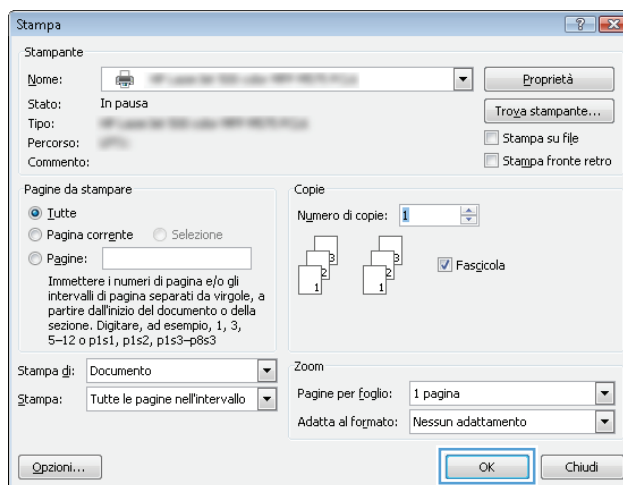 Stampa
Stampante
Nome:
Proprietà
Stato: In pausa
Trova stampante...
Tipo:
Stampa su file
Percorso:
Stampa fronte retro
Commento:
Pagine da stampare
Tutte
Pagina corrente Selezione
Pagine:
Immettere i numeri di pagina e/o gli
intervalli di pagina separati da virgole, a
partire dall'inizio del documento o della
sezione. Digitare, ad esempio, 1, 3,
5–12 o p1s1, p1s2, p1s3–p8s3
Copie
Numero di copie: 1
3 3
2 2
1 1
Fascicola
Stampa di: Documento
Stampa: Tutte le pagine nell'intervallo
Zoom
Pagine per foglio: 1 pagina
Adatta al formato: Nessun adattamento
Opzioni... OK Chiudi